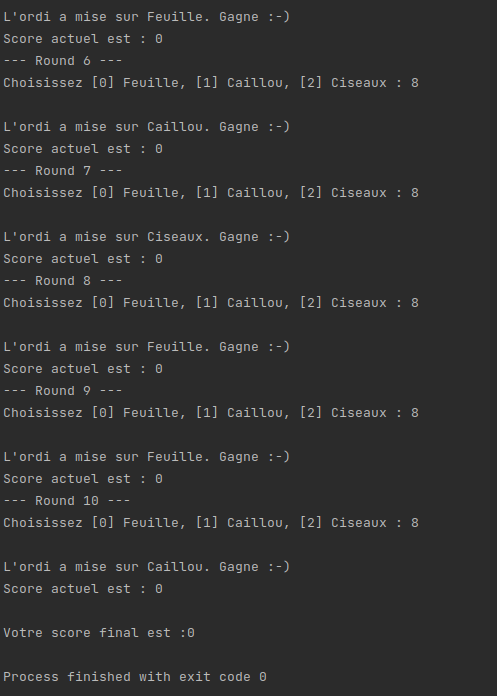 L'ordi a mise sur Feuille. Gagne :-)
Score actuel est : 0
--- Round 6 ---
Choisissez [0] Feuille, [1] Caillou, [2] Ciseaux : 8
L'ordi a mise sur Caillou. Gagne :-)
Score actuel est : 0
--- Round 7 ---
Choisissez [0] Feuille, [1] Caillou, [2] Ciseaux : 8
L'ordi a mise sur Ciseaux. Gagne :-)
Score actuel est : 0
--- Round 8 ---
Choisissez [0] Feuille, [1] Caillou, [2] Ciseaux : 8
L'ordi a mise sur Feuille. Gagne :-)
Score actuel est : 0
--- Round 9 ---
Choisissez [0] Feuille, [1] Caillou, [2] Ciseaux : 8
L'ordi a mise sur Feuille. Gagne :-)
Score actuel est : 0
--- Round 10 ---
Choisissez [0] Feuille, [1] Caillou, [2] Ciseaux : 8
L'ordi a mise sur Caillou. Gagne :-)
Score actuel est : 0
Votre score final est :0
Process finished with exit code 0